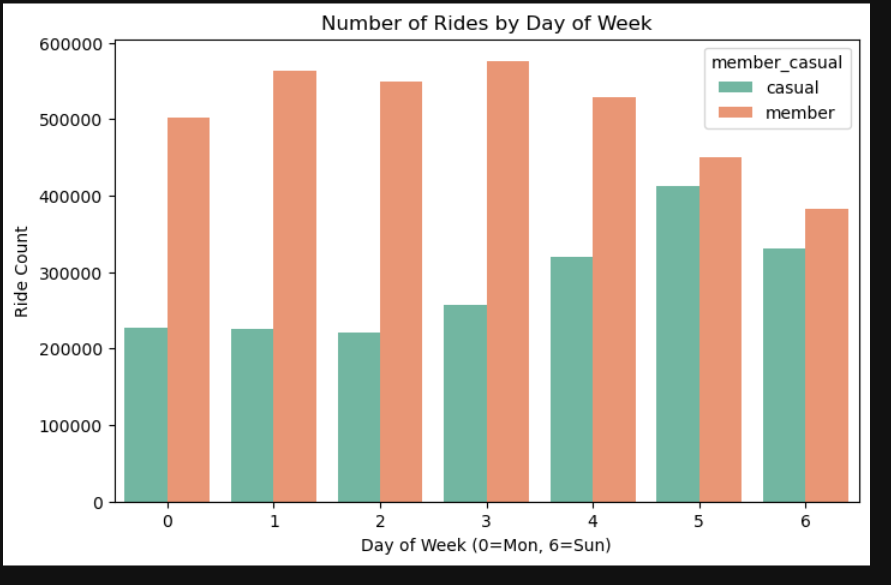 Number of Rides by Day of Week
member_casual
casual
member
Ride Count
600000
500000
400000
300000
200000
100000
0
0 1 2 3 4 5 6
Day of Week (0=Mon, 6=Sun)